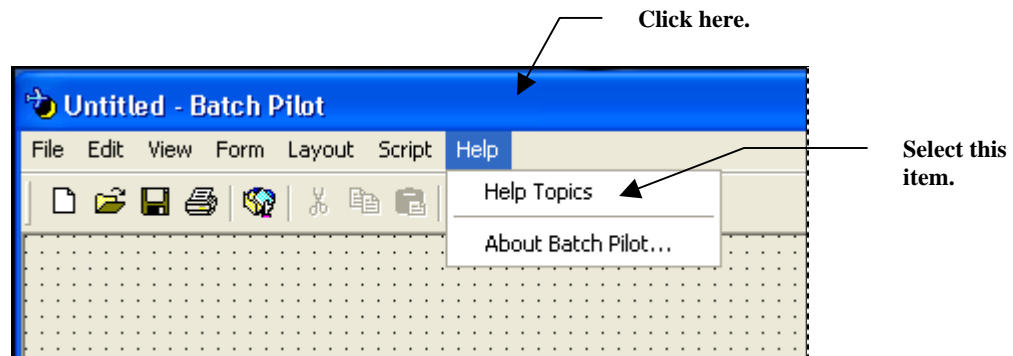 Click here.
Untitled - Batch Pilot
File Edit View Form Layout Script Help
Select this
item.
Help Topics
About Batch Pilot...